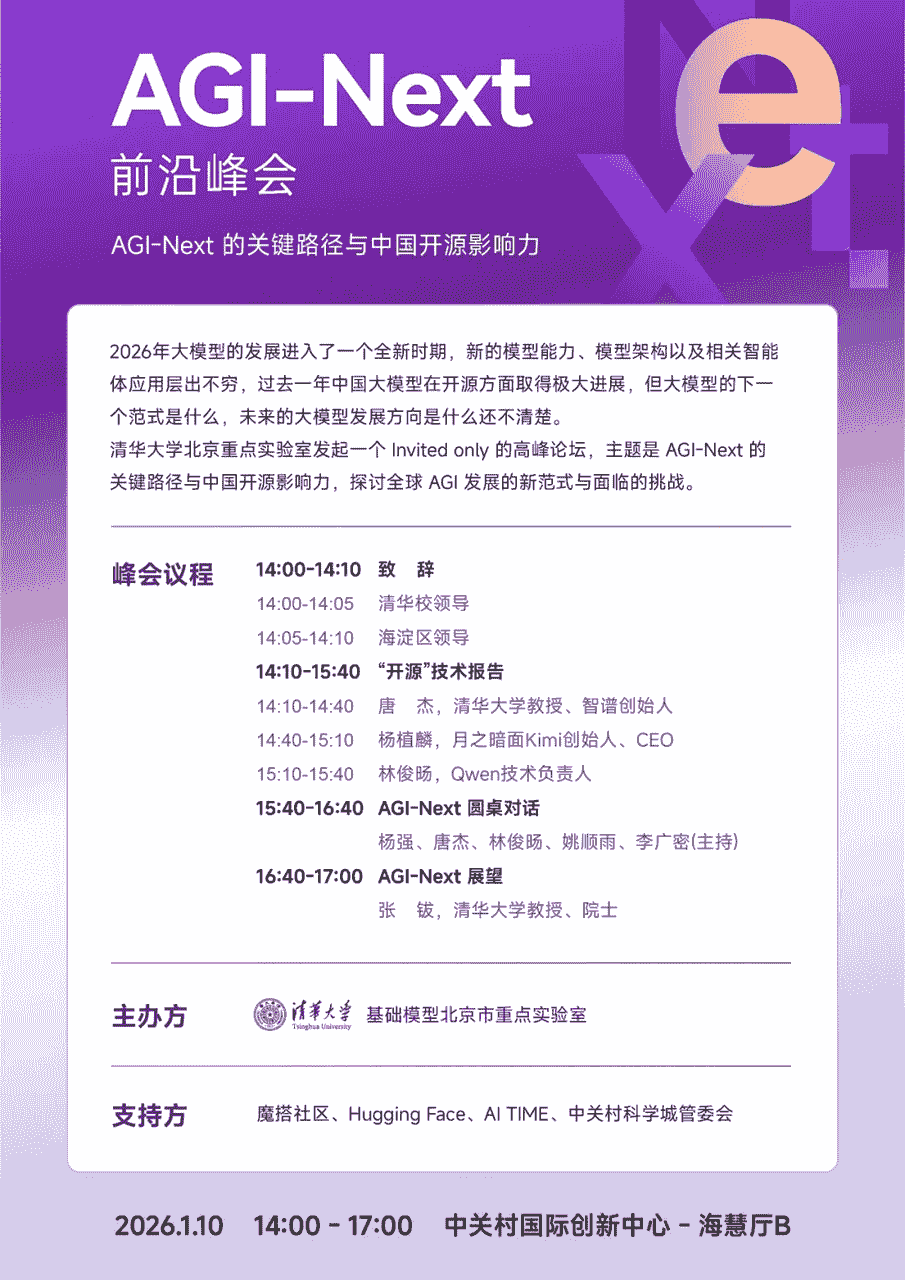 AGI-Next
前沿峰会
AGI-Next 的关键路径与中国开源影响力
Next.
2026年大模型的发展进入了一个全新时期，新的模型能力、模型架构以及相关智能
体应用层出不穷，过去一年中国大模型在开源方面取得极大进展，但大模型的下一
个范式是什么，未来的大模型发展方向是什么还不清楚。
清华大学北京重点实验室发起一个 Invited only 的高峰论坛，主题是 AGI-Next 的
关键路径与中国开源影响力，探讨全球 AGI 发展的新范式与面临的挑战。
峰会议程
14:00-14:10 致 辞
14:00-14:05 清华校领导
14:05-14:10 海淀区领导
14:10-15:40 “开源”技术报告
14:10-14:40 唐 杰，清华大学教授、智谱创始人
14:40-15:10 杨植麟，月之暗面Kimi创始人、CEO
15:10-15:40 林俊旸，Qwen技术负责人
15:40-16:40 AGI-Next 圆桌对话
杨强、唐杰、林俊旸、姚顺雨、李广密(主持)
16:40-17:00 AGI-Next 展望
张 钹，清华大学教授、院士
主办方 清華大学 Tsinghua University 基础模型北京市重点实验室
支持方 魔搭社区、Hugging Face、AI TIME、中关村科学城管委会
2026.1.10 14:00 - 17:00 中关村国际创新中心 - 海慧厅B